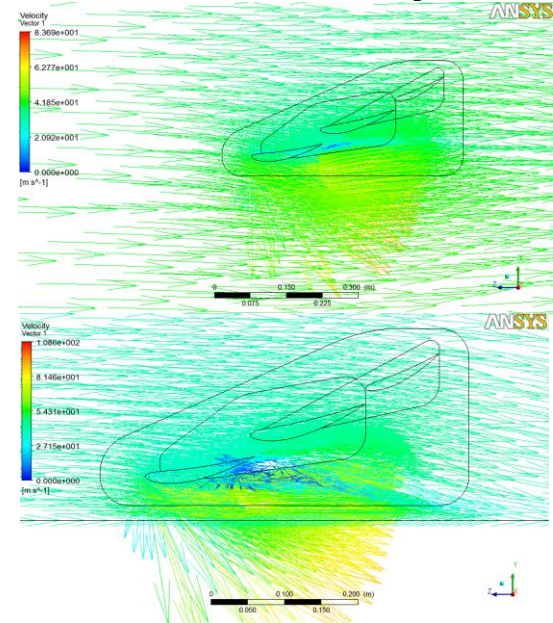 Velocity
Vector 1
ANSYS
8.369e+001
6.277e+001
4.185e+001
2.092e+001
0.000e+000
[m s^-1]
0 0.150 0.300 (m)
0.075 0.225
Y
Z X
Velocity
Vector 1
ANSYS
1.086e+002
8.146e+001
5.431e+001
2.715e+001
0.000e+000
[m s^-1]
0 0.100 0.200 (m)
0.050 0.150
Y
Z X